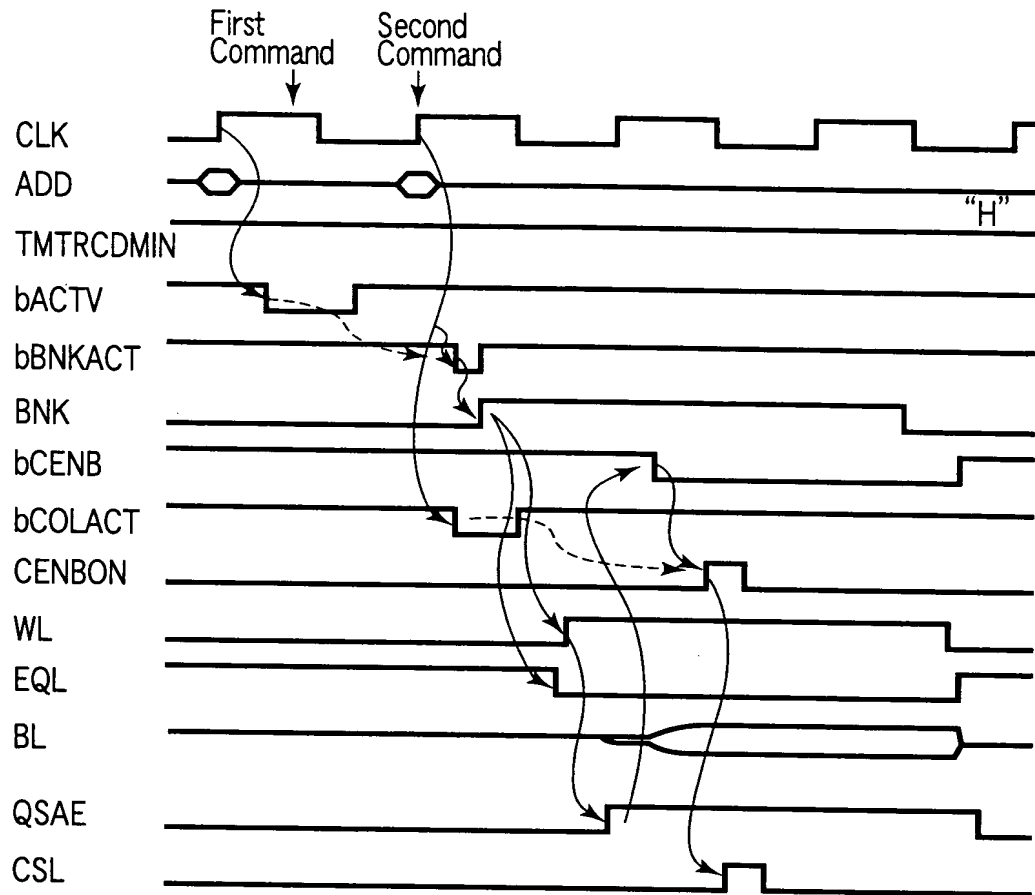 First
Command
Second
Command
CLK
ADD
"H"
TMTRCDMIN
bACTV
bBNKACT
BNK
bCENB
bCOLACT
CENBON
WL
EQL
BL
QSAE
CSL